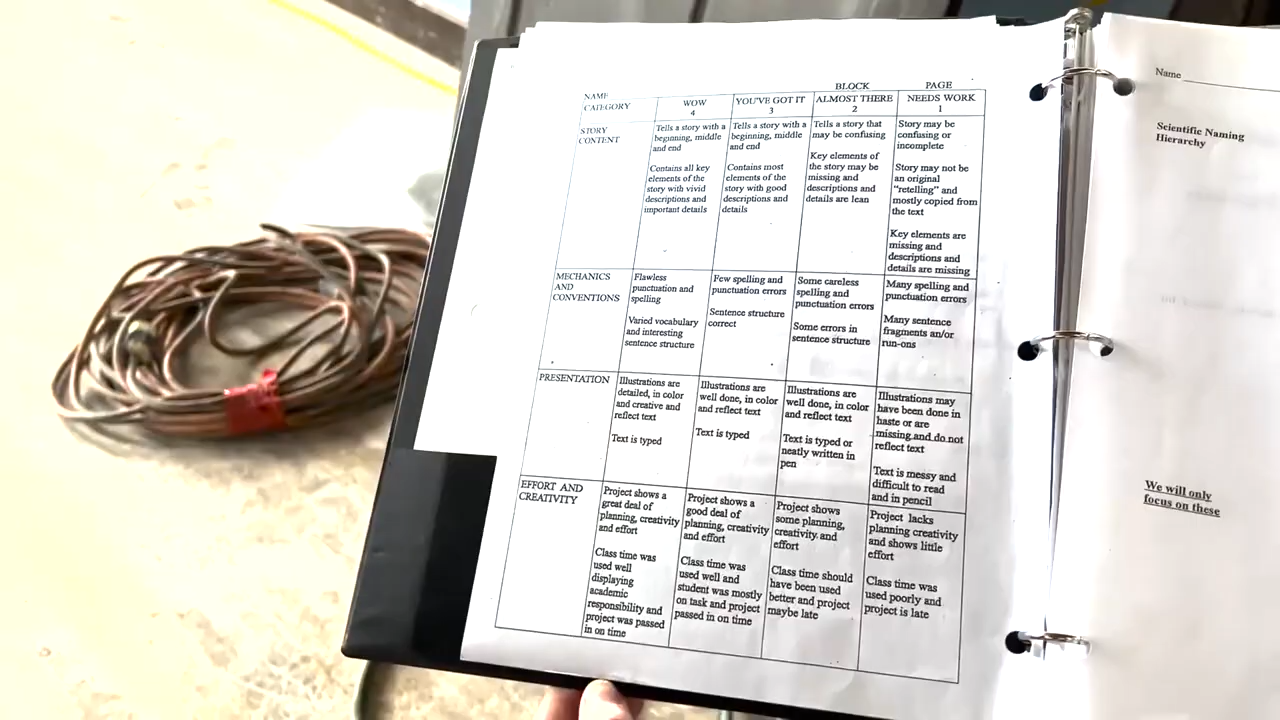 BLOCK PAGE
NAME
CATEGORY
WOW
4
YOU'VE GOT IT
3
ALMOST THERE
2
NEEDS WORK
1
STORY
CONTENT
Tells a story with a
beginning, middle
and end
Contains all key
elements of the
story with vivid
descriptions and
important details
Tells a story with a
beginning, middle
and end
Contains most
elements of the
story with good
descriptions and
details
Tells a story that
may be confusing
Key elements of
the story may be
missing and
descriptions and
details are lean
Story may be
confusing or
incomplete
Story may not be
an original
"retelling" and
mostly copied from
the text
Key elements are
missing and
descriptions and
details are missing
MECHANICS
AND
CONVENTIONS
Flawless
punctuation and
spelling
Varied vocabulary
and interesting
sentence structure
Few spelling and
punctuation errors
Sentence structure
correct
Some careless
spelling and
punctuation errors
Some errors in
sentence structure
Many spelling and
punctuation errors
Many sentence
fragments an/or
run-ons
PRESENTATION
Illustrations are
detailed, in color
and creative and
reflect text
Text is typed
Illustrations are
well done, in color
and reflect text
Text is typed
Illustrations are
well done, in color
and reflect text
Text is typed or
neatly written in
pen
Illustrations may
have been done in
haste or are
missing and do not
reflect text
Text is messy and
difficult to read
and in pencil
EFFORT AND
CREATIVITY
Project shows a
great deal of
planning, creativity
and effort
Class time was
used well
displaying
academic
responsibility and
project was passed
in on time
Project shows a
good deal of
planning, creativity
and effort
Class time was
used well and
student was mostly
on task and project
passed in on time
Project shows
some planning,
creativity and
effort
Class time should
have been used
better and project
maybe late
Project lacks
planning creativity
and shows little
effort
Class time was
used poorly and
project is late
Name
Scientific Naming
Hierarchy
We will only
focus on these